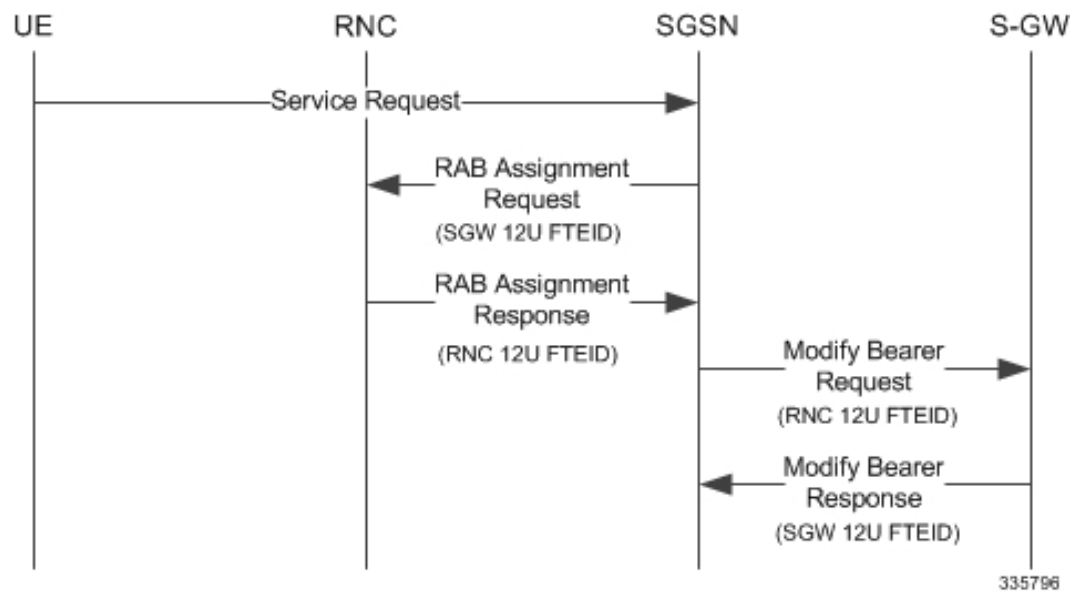 UE RNC SGSN S-GW
Service Request
RAB Assignment
Request
(SGW 12U FTEID)
RAB Assignment
Response
(RNC 12U FTEID)
Modify Bearer
Request
(RNC 12U FTEID)
Modify Bearer
Response
(SGW 12U FTEID)
335796